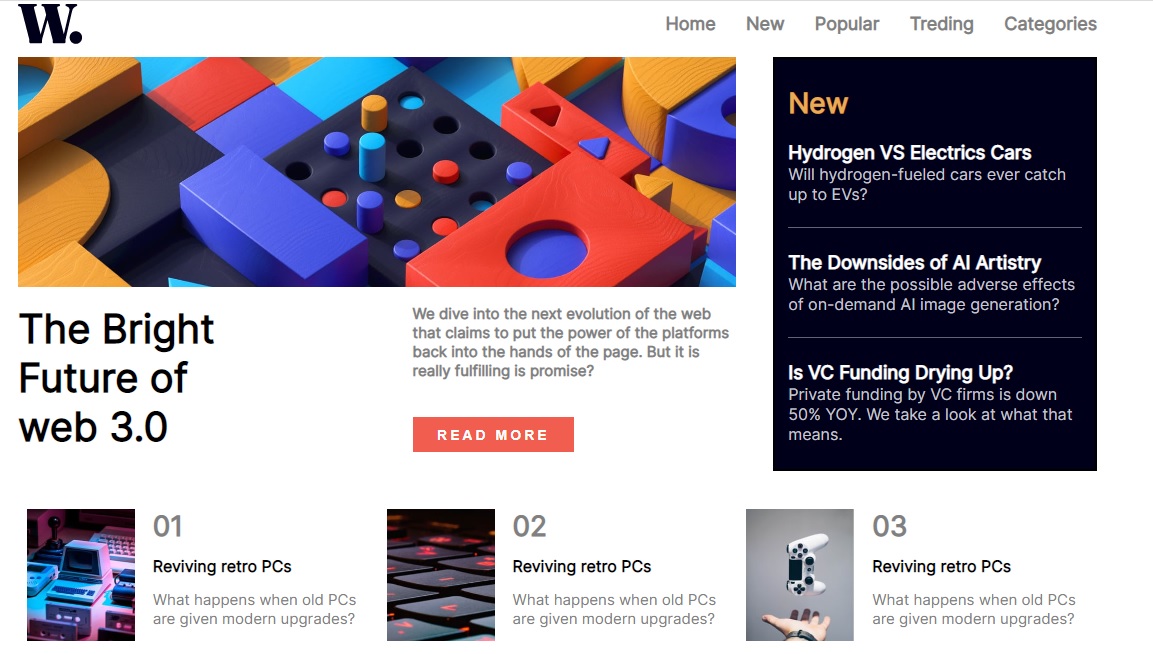 W.
Home New Popular Treding Categories
The Bright
Future of
web 3.0
We dive into the next evolution of the web
that claims to put the power of the platforms
back into the hands of the page. But it is
really fulfilling is promise?
READ MORE
New
Hydrogen VS Electrics Cars
Will hydrogen-fueled cars ever catch
up to EVs?
The Downsides of AI Artistry
What are the possible adverse effects
of on-demand AI image generation?
Is VC Funding Drying Up?
Private funding by VC firms is down
50% YOY. We take a look at what that
means.
01
Reviving retro PCs
What happens when old PCs
are given modern upgrades?
02
Reviving retro PCs
What happens when old PCs
are given modern upgrades?
03
Reviving retro PCs
What happens when old PCs
are given modern upgrades?